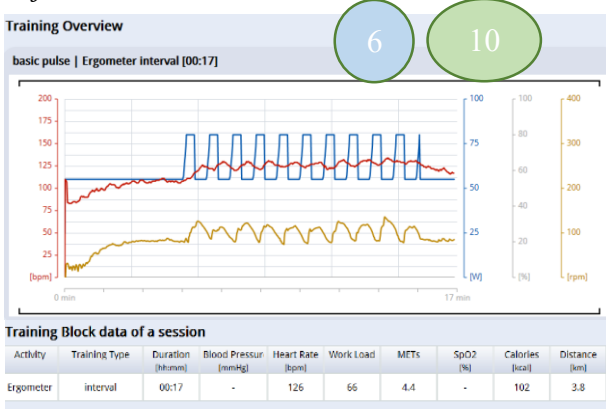 Training Overview
6
10
basic pulse | Ergometer interval [00:17]
200
175
150
125
100
75
50
25
[bpm]
100
75
50
25
[W]
100
80
60
40
20
[%]
400
300
200
100
[rpm]
0 min
17 min
Training Block data of a session
Activity Training Type Duration [hh:mm] Blood Pressur [mmHg] Heart Rate [bpm] Work Load METs SpO2 [%] Calories [kcal] Distance [km]
Ergometer interval 00:17 - 126 66 4.4 - 102 3.8